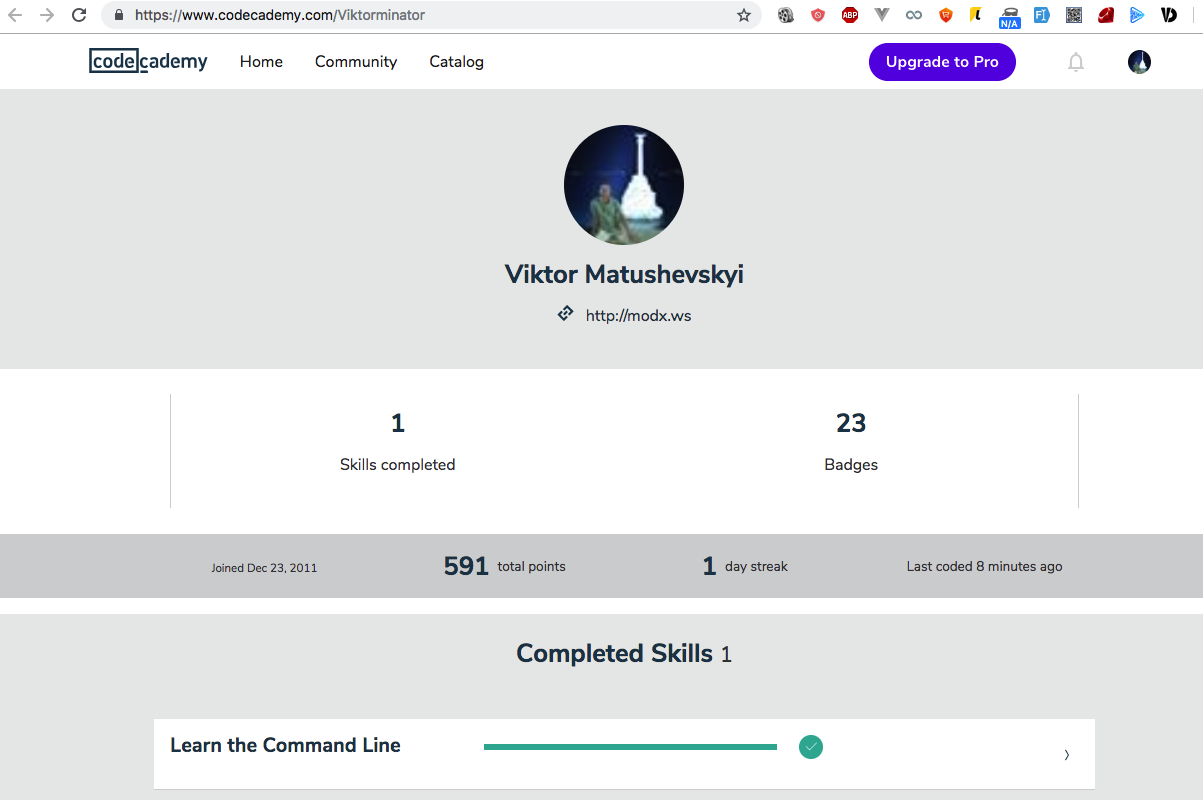 https://www.codecademy.com/Viktorminator
ABP
N/A
codecademy Home Community Catalog Upgrade to Pro
Viktor Matushevskyi
http://modx.ws
1 23
Skills completed Badges
Joined Dec 23, 2011 591 total points 1 day streak Last coded 8 minutes ago
Completed Skills 1
Learn the Command Line